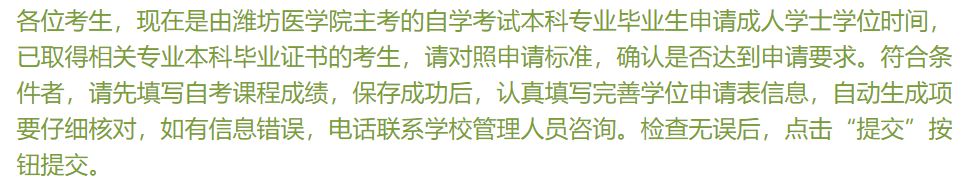 各位考生，现在是由潍坊医学院主考的自学考试本科专业毕业生申请成人学士学位时间，
已取得相关专业本科毕业证书的考生，请对照申请标准，确认是否达到申请要求。符合条
件者，请先填写自考课程成绩，保存成功后，认真填写完善学位申请表信息，自动生成项
要仔细核对，如有信息错误，电话联系学校管理人员咨询。检查无误后，点击“提交”按
钮提交。